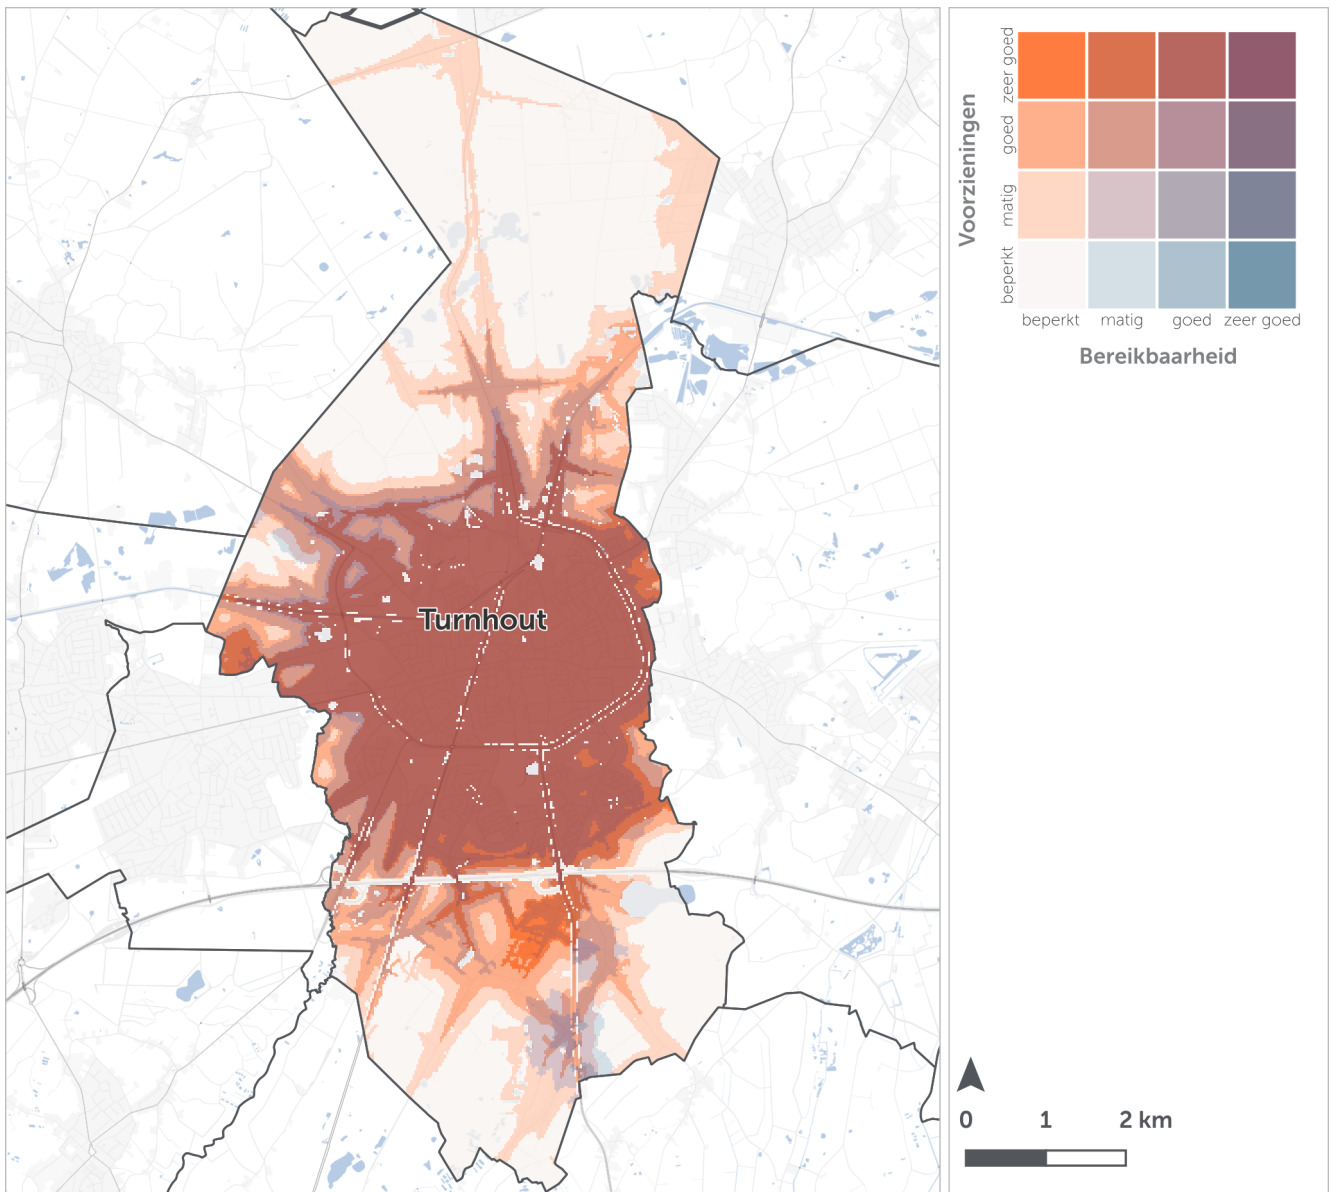 Turnhout
Voorzieningen
zeer goed
goed
matig
beperkt
beperkt matig goed zeer goed
Bereikbaarheid
0 1 2 km